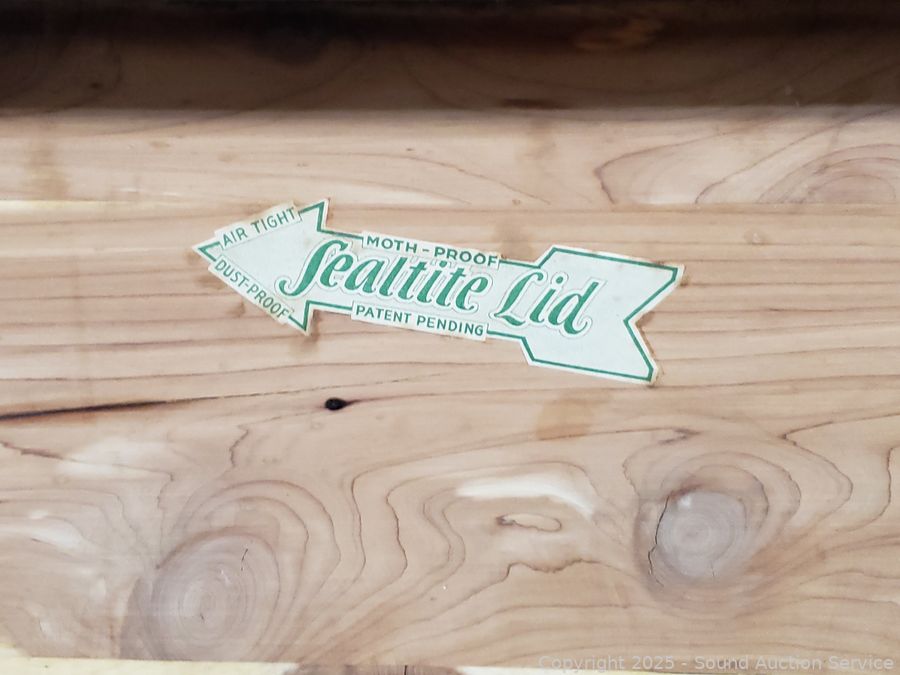 AIR TIGHT
DUST-PROOF
MOTH-PROOF
Sealtite Lid
PATENT PENDING
Copyright 2025 - Sound Auction Service